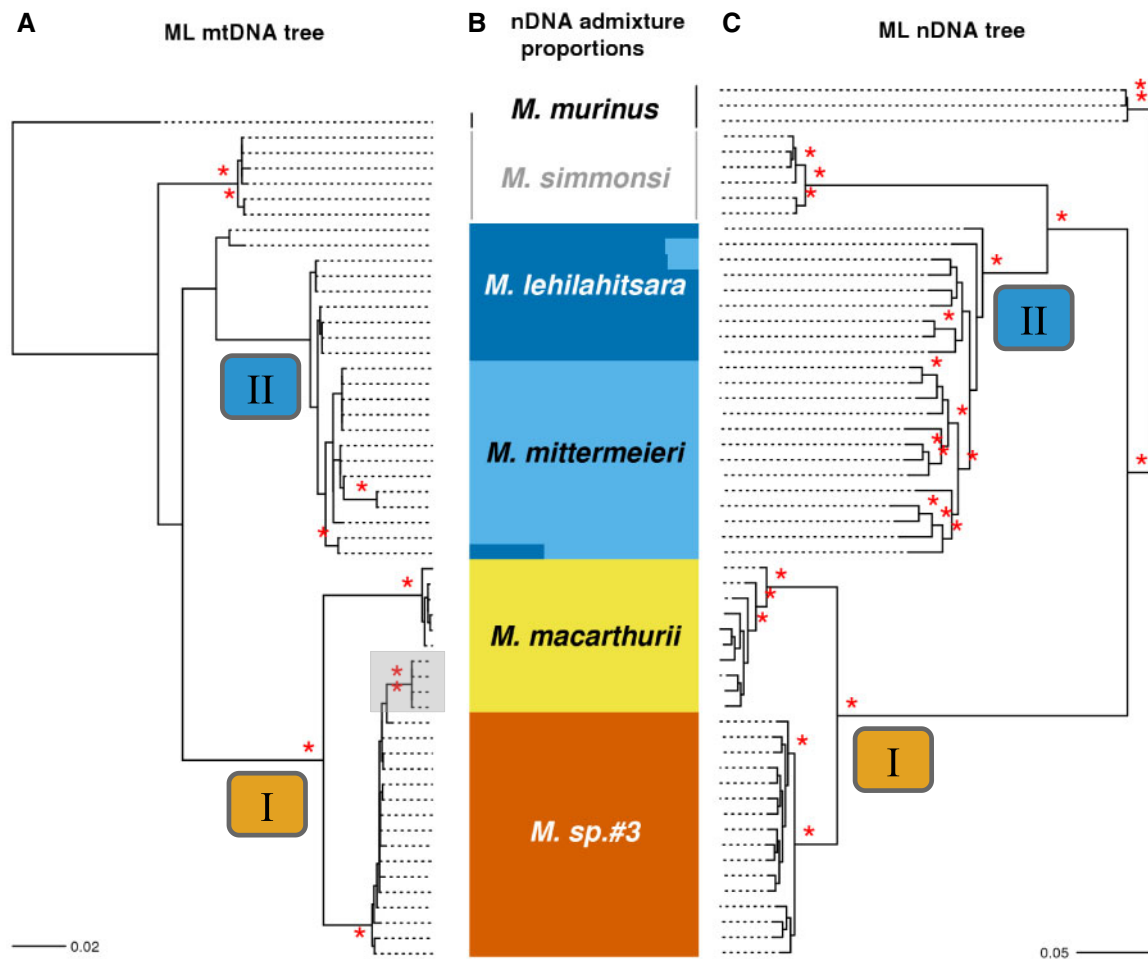 A
ML mtDNA tree
B
nDNA admixture
proportions
C
ML nDNA tree
M. murinus
M. simmonsi
M. lehilahitsara
II
II
M. mittermeieri
M. macarthurii
I
I
M. sp.#3
0.02
0.05